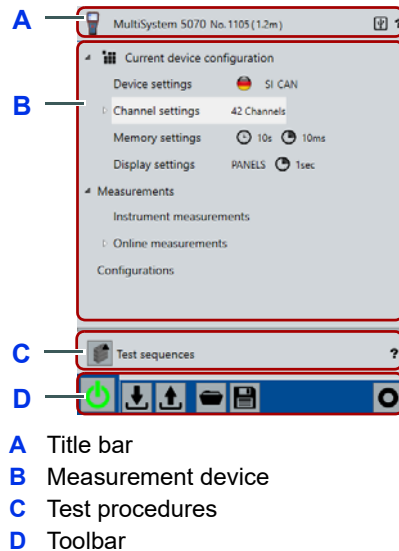 A MultiSystem 5070 No. 1105 (1.2m)
B
Current device configuration
Device settings SI CAN
Channel settings 42 Channels
Memory settings 10s 10ms
Display settings PANELS 1sec
Measurements
Instrument measurements
Online measurements
Configurations
C Test sequences ?
D
A Title bar
B Measurement device
C Test procedures
D Toolbar